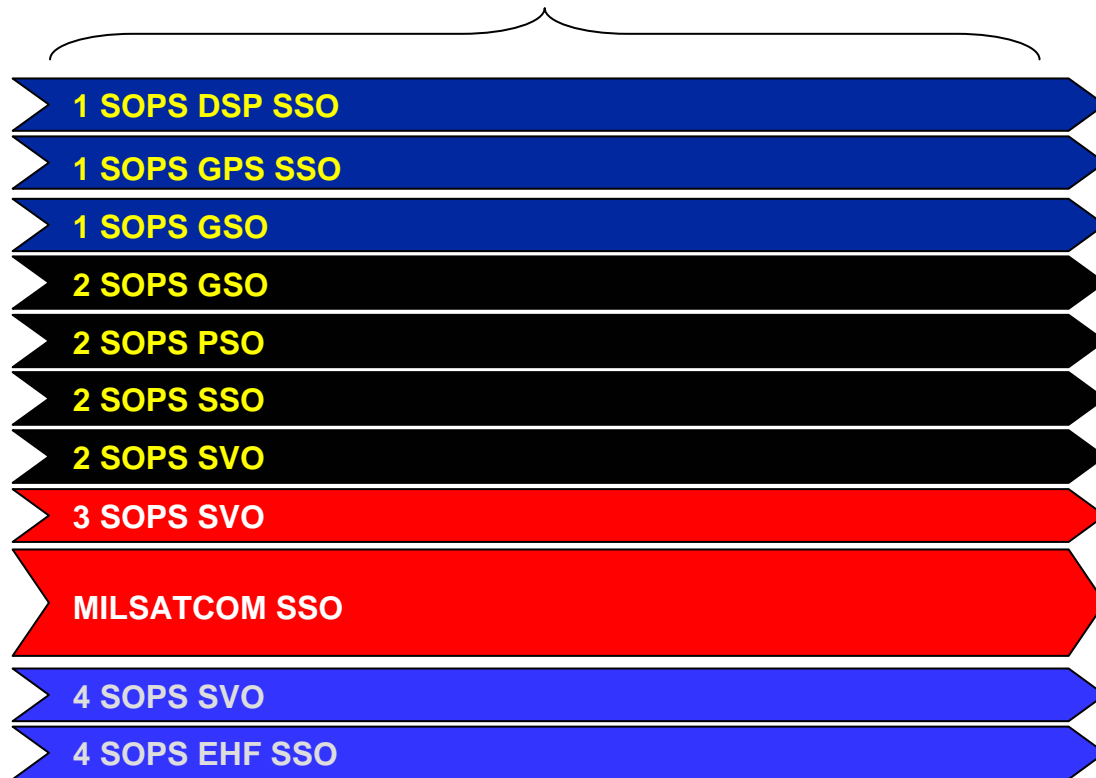 1 SOPS DSP SSO
1 SOPS GPS SSO
1 SOPS GSO
2 SOPS GSO
2 SOPS PSO
2 SOPS SSO
2 SOPS SVO
3 SOPS SVO
MILSATCOM SSO
4 SOPS SVO
4 SOPS EHF SSO